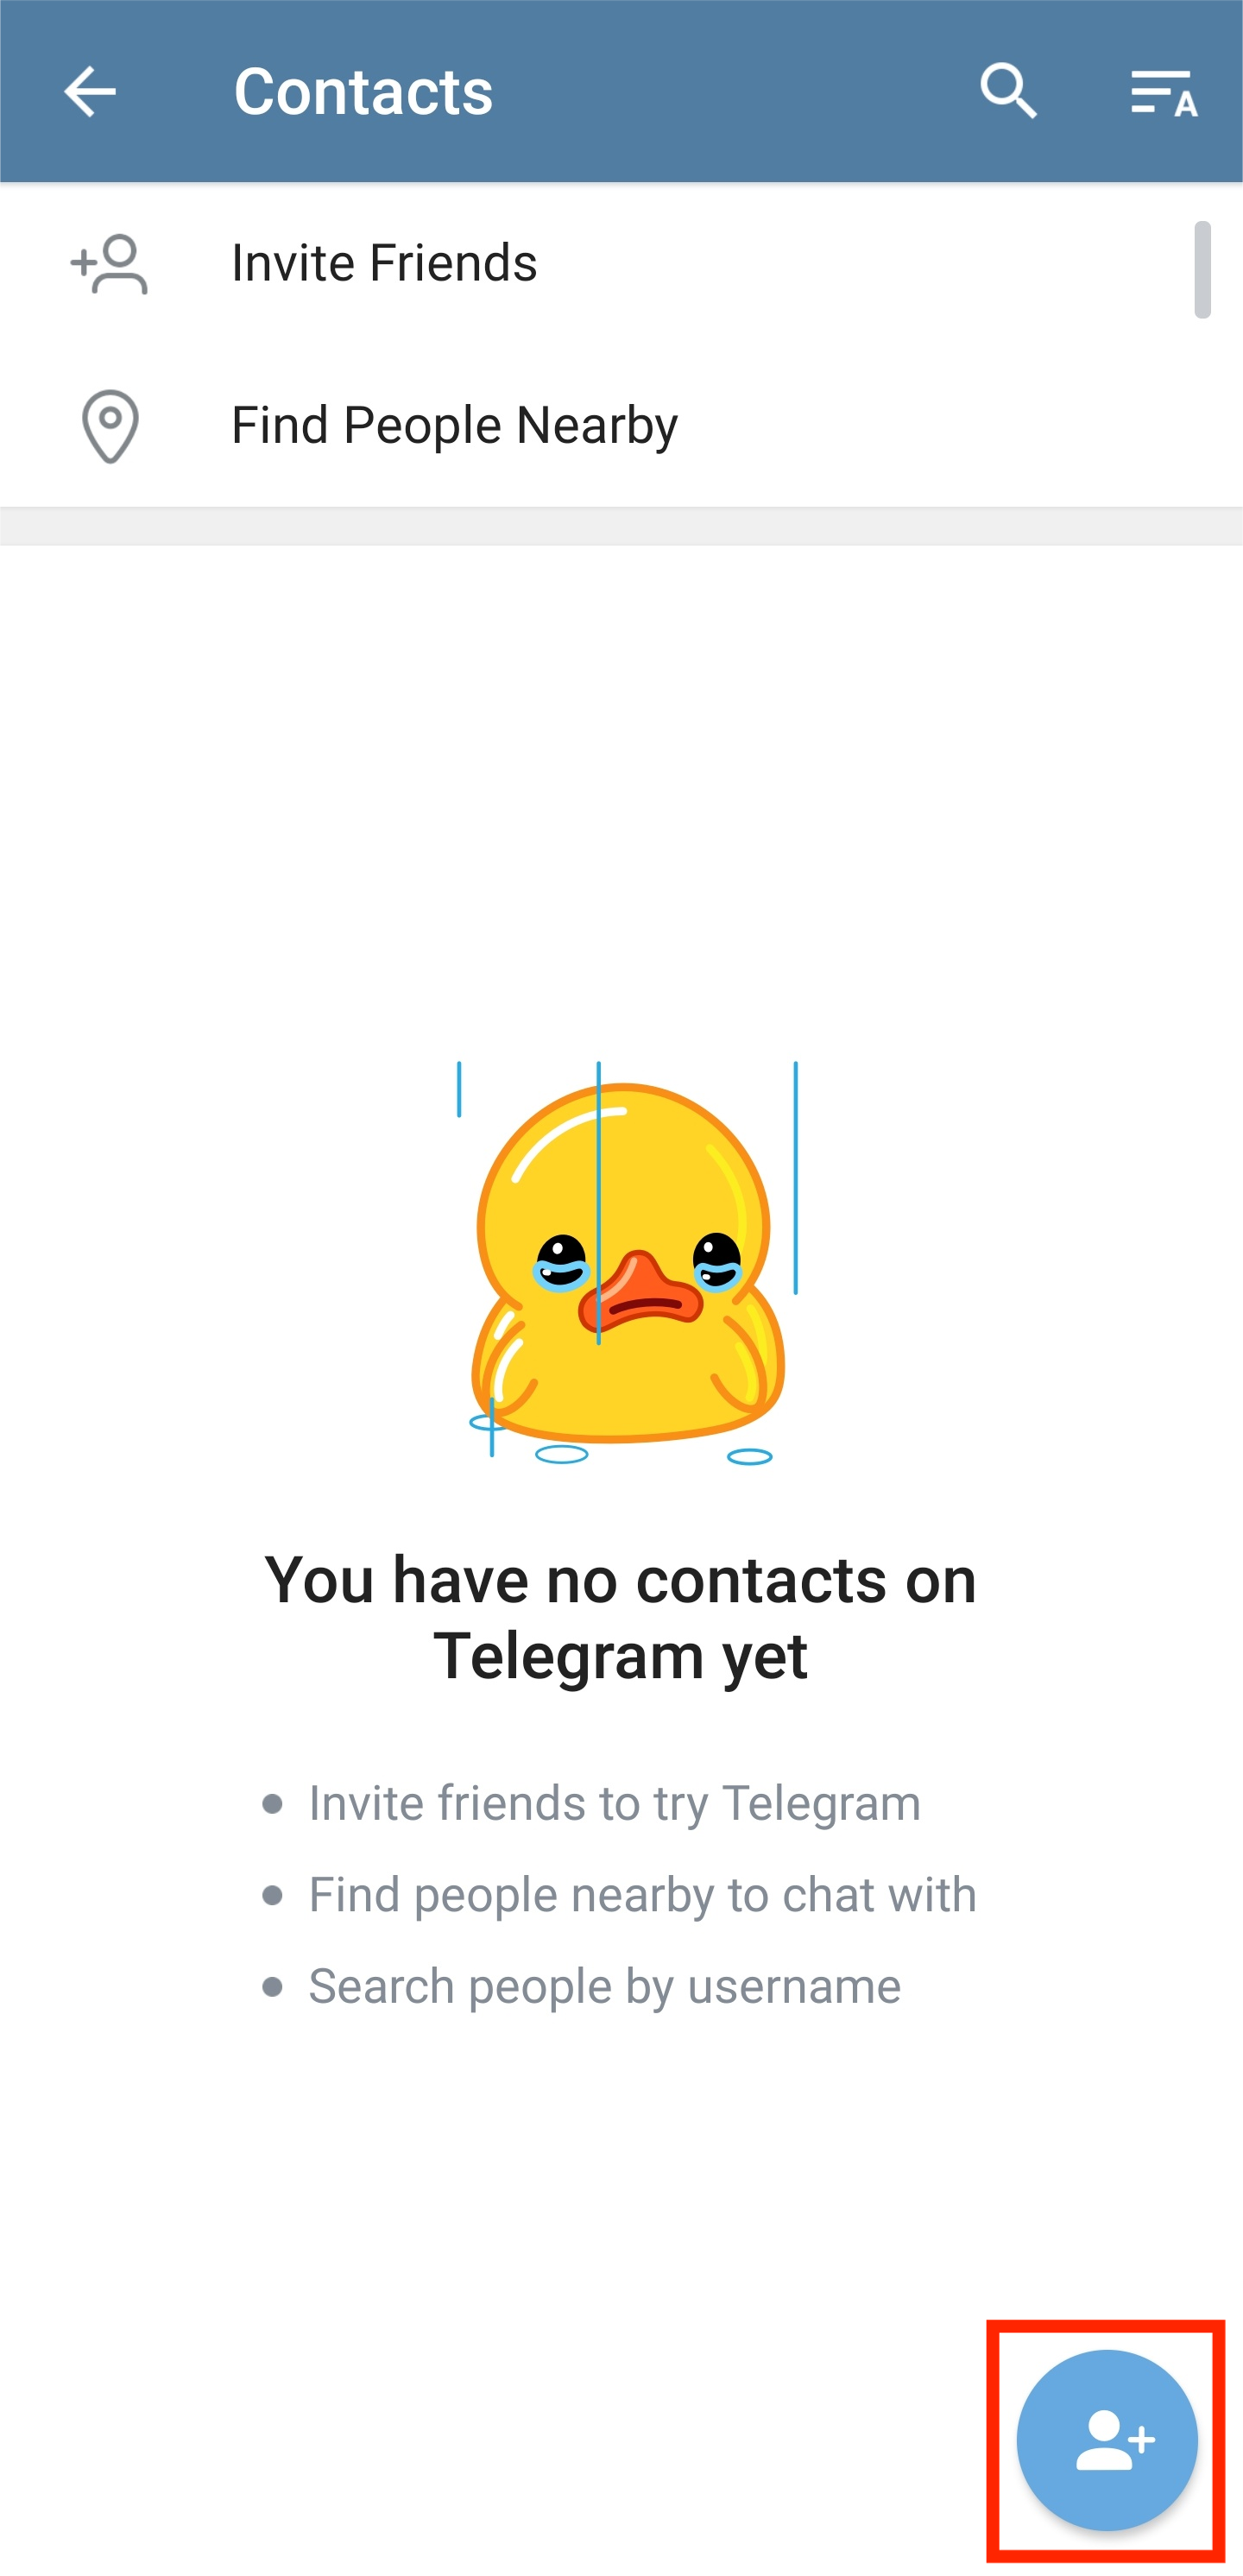 Contacts
A
Invite Friends
Find People Nearby
You have no contacts on
Telegram yet
• Invite friends to try Telegram
• Find people nearby to chat with
• Search people by username